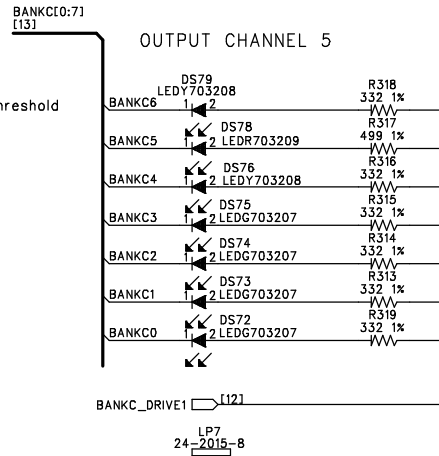 BANKC[0:7]
[13]
OUTPUT CHANNEL 5
DS79
LEDY703208
R318
332 1%
BANKC6
1
2
R317
DS78
499 1%
BANKC5
1
2 LEDR703209
R316
DS76
332 1%
BANKC4
1
2 LEDY703208
R315
DS75
332 1%
BANKC3
1
2 LEDG703207
R314
DS74
332 1%
BANKC2
1
2 LEDG703207
R313
DS73
332 1%
BANKC1
1
2 LEDG703207
R319
DS72
332 1%
BANKC0
1
2 LEDG703207
BANKC_DRIVE1 [12]
LP7
24-2015-8